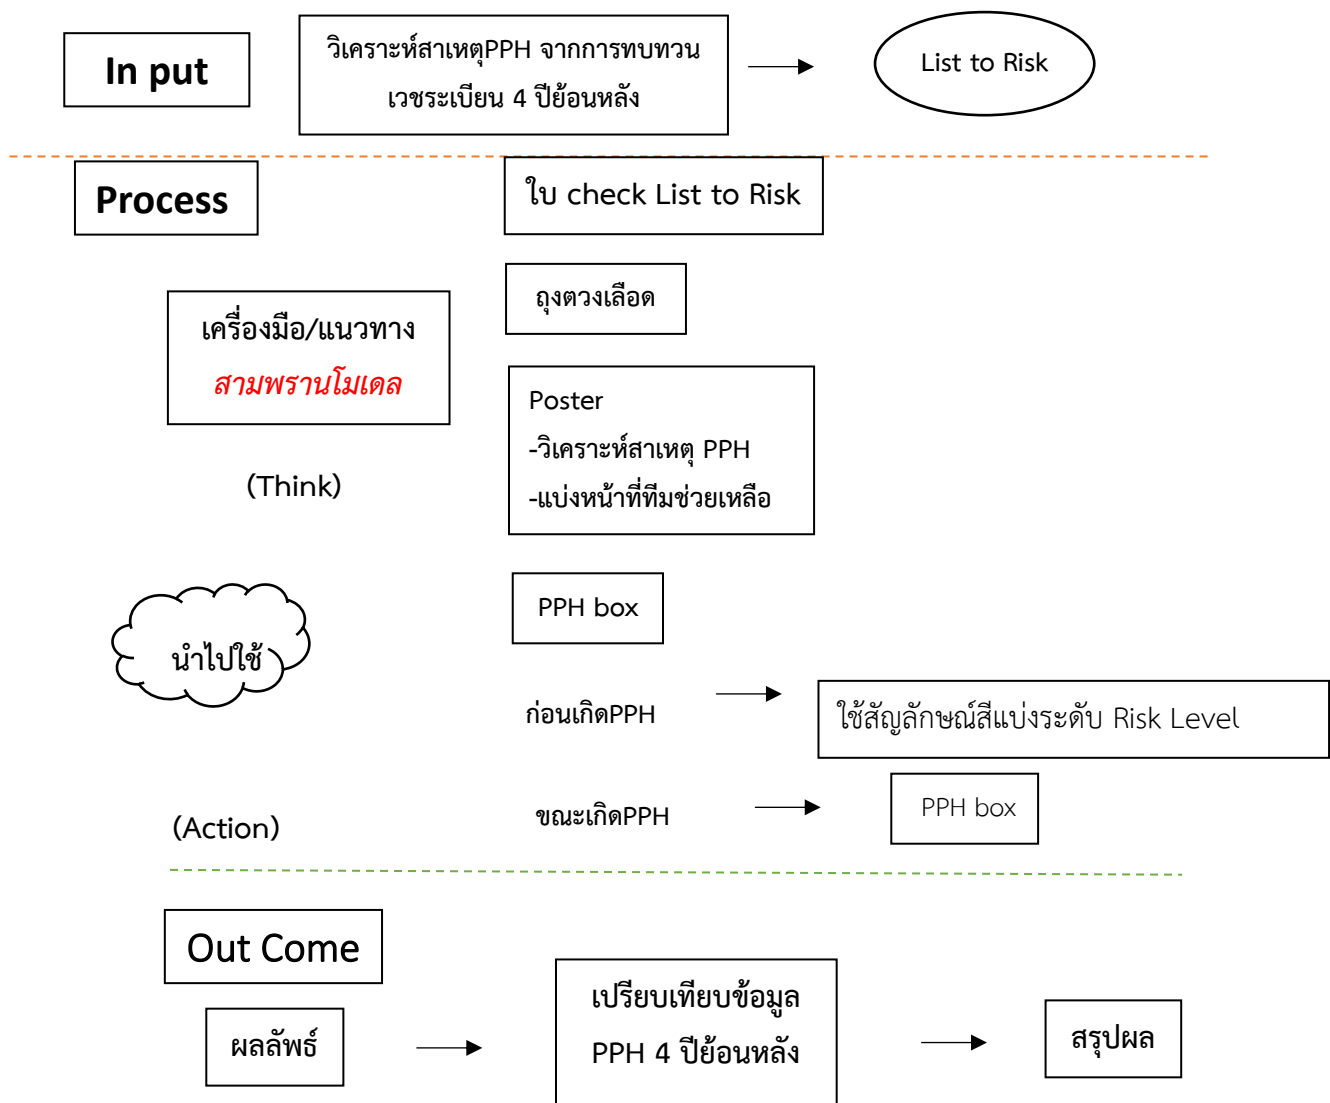 In put
วิเคราะห์สาเหตุPPH จากการทบทวน
เวชระเบียน 4 ปีย้อนหลัง
List to Risk
Process
ใบ check List to Risk
ถุงตวงเลือด
เครื่องมือ/แนวทาง
สามพรานโมเดล
Poster
-วิเคราะห์สาเหตุ PPH
-แบ่งหน้าที่ทีมช่วยเหลือ
(Think)
PPH box
นำไปใช้
ก่อนเกิดPPH
ใช้สัญลักษณ์สีแบ่งระดับ Risk Level
ขณะเกิดPPH
PPH box
(Action)
Out Come
ผลลัพธ์
เปรียบเทียบข้อมูล
PPH 4 ปีย้อนหลัง
สรุปผล